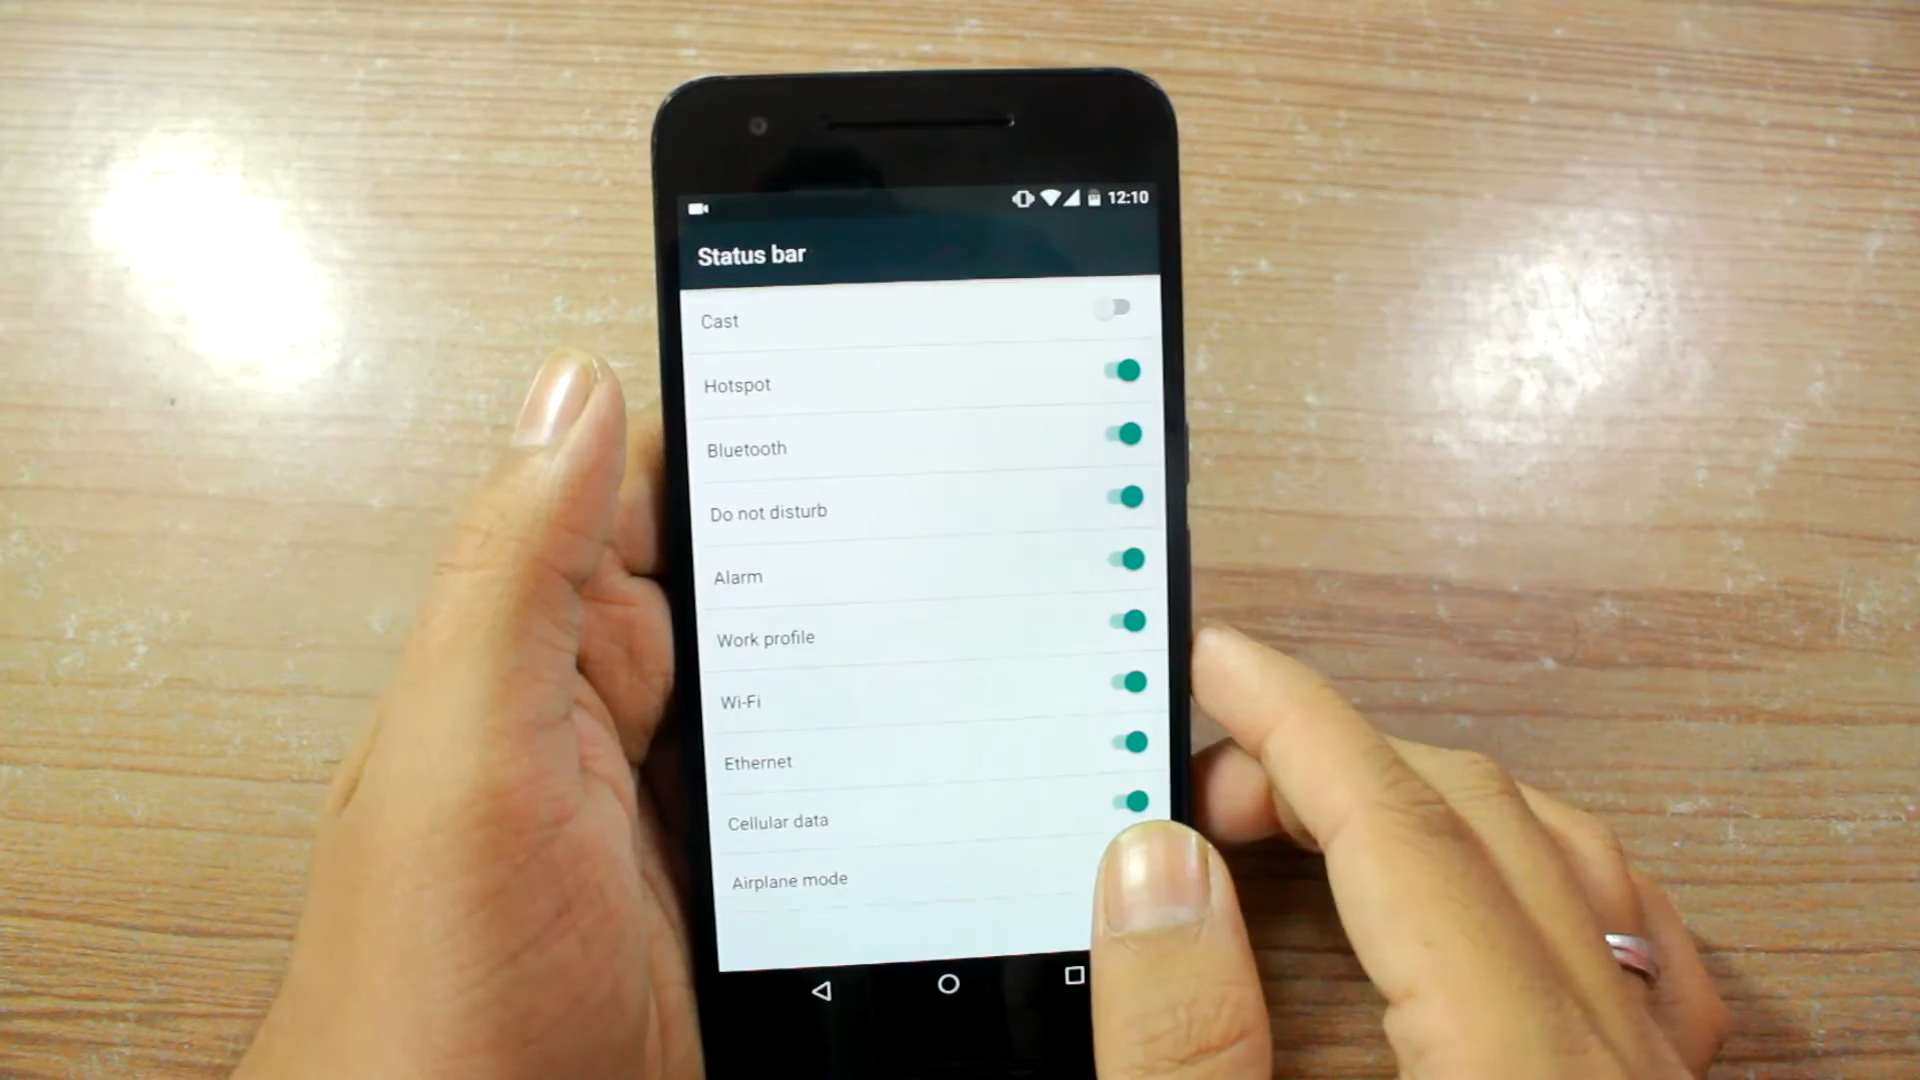 12:10
Status bar
Cast
Hotspot
Bluetooth
Do not disturb
Alarm
Work profile
Wi-Fi
Ethernet
Cellular data
Airplane mode